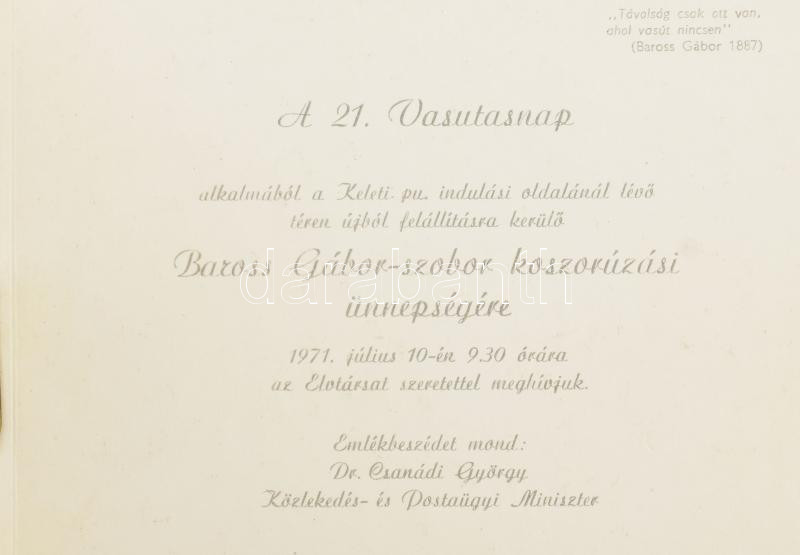 „Távolság csak ott van,
ahol vasút nincsen"
(Baross Gábor 1887)
A 21. Vasutasnap
alkalmából a Keleti pu. indulási oldalánál lévő
téren újból felállításra kerülő
Baross Gábor-szobor koszorúzási
darabanth
ünnepségére
1971. július 10-én 9.30 órára
az Elvtársat szeretettel meghívjuk.
Emlékbeszédet mond:
Dr. Csanádi György
Közlekedés- és Postaügyi Miniszter